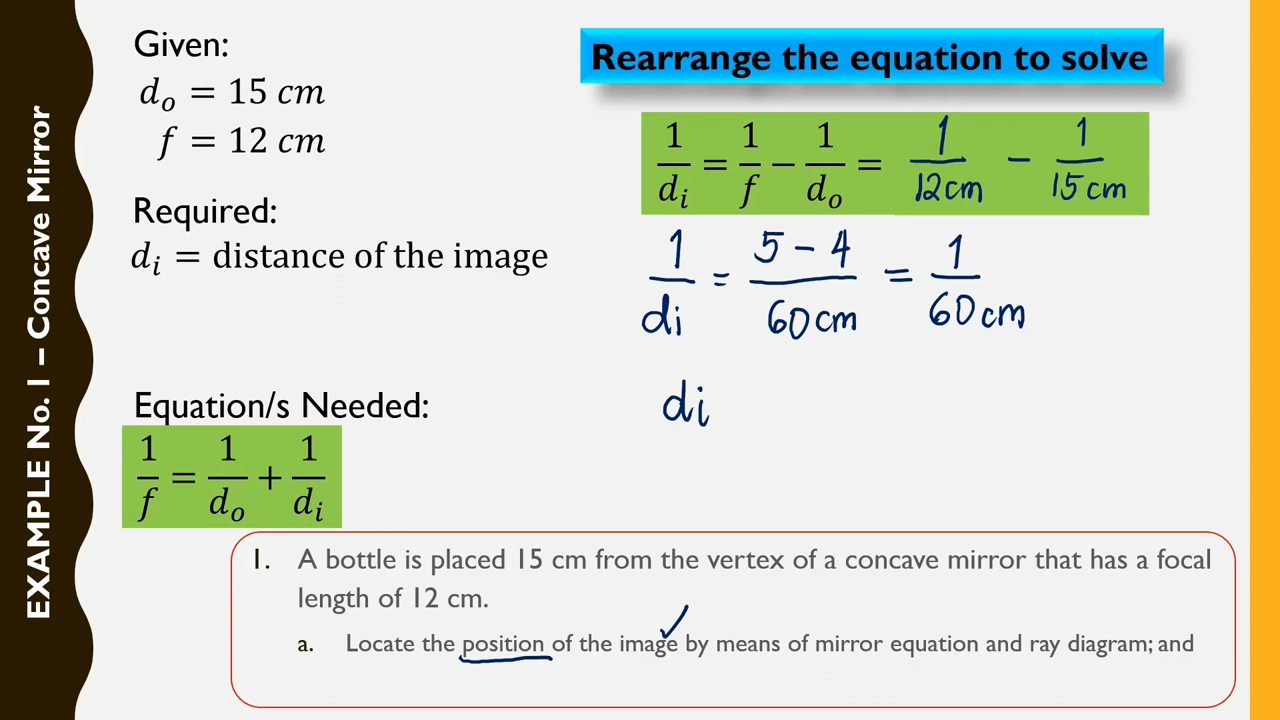 EXAMPLE No. 1 – Concave Mirror
Given:
d_o = 15 cm
f = 12 cm
Required:
d_i = distance of the image
Equation/s Needed:
1/f = 1/d_o + 1/d_i
Rearrange the equation to solve
1/d_i = 1/f − 1/d_o = 1/12cm − 1/15cm
1/di = (5 − 4)/60cm = 1/60cm
di
1. A bottle is placed 15 cm from the vertex of a concave mirror that has a focal
length of 12 cm.
a. Locate the position of the image by means of mirror equation and ray diagram; and